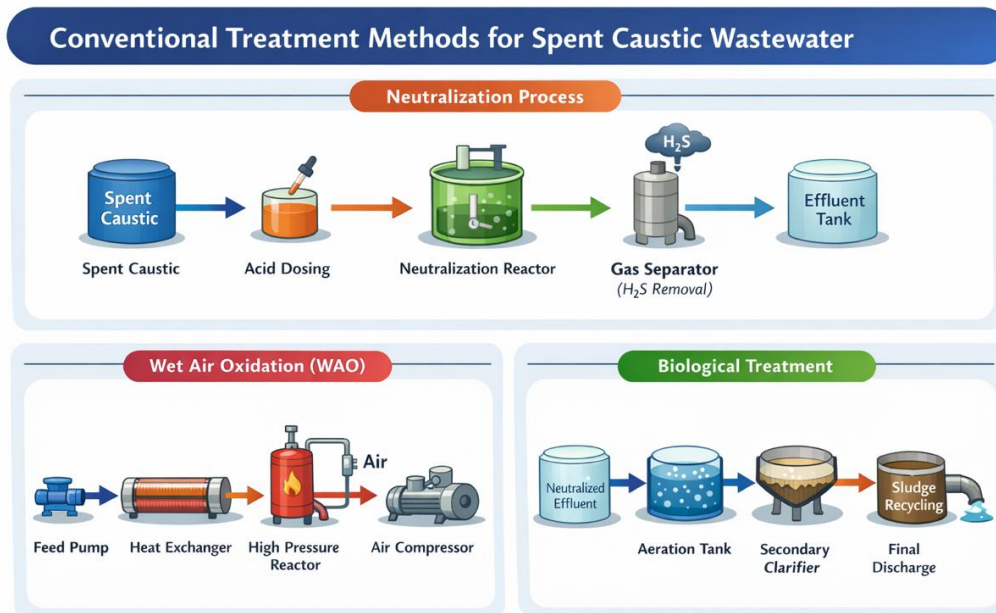 Conventional Treatment Methods for Spent Caustic Wastewater
Neutralization Process
Spent
Caustic
H₂S
Effluent
Tank
Spent Caustic
Acid Dosing
Neutralization Reactor
Gas Separator
(H₂S Removal)
Wet Air Oxidation (WAO)
Air
Feed Pump
Heat Exchanger
High Pressure
Reactor
Air Compressor
Biological Treatment
Neutralized
Effluent
Sludge
Recycling
Aeration Tank
Secondary
Clarifier
Final
Discharge